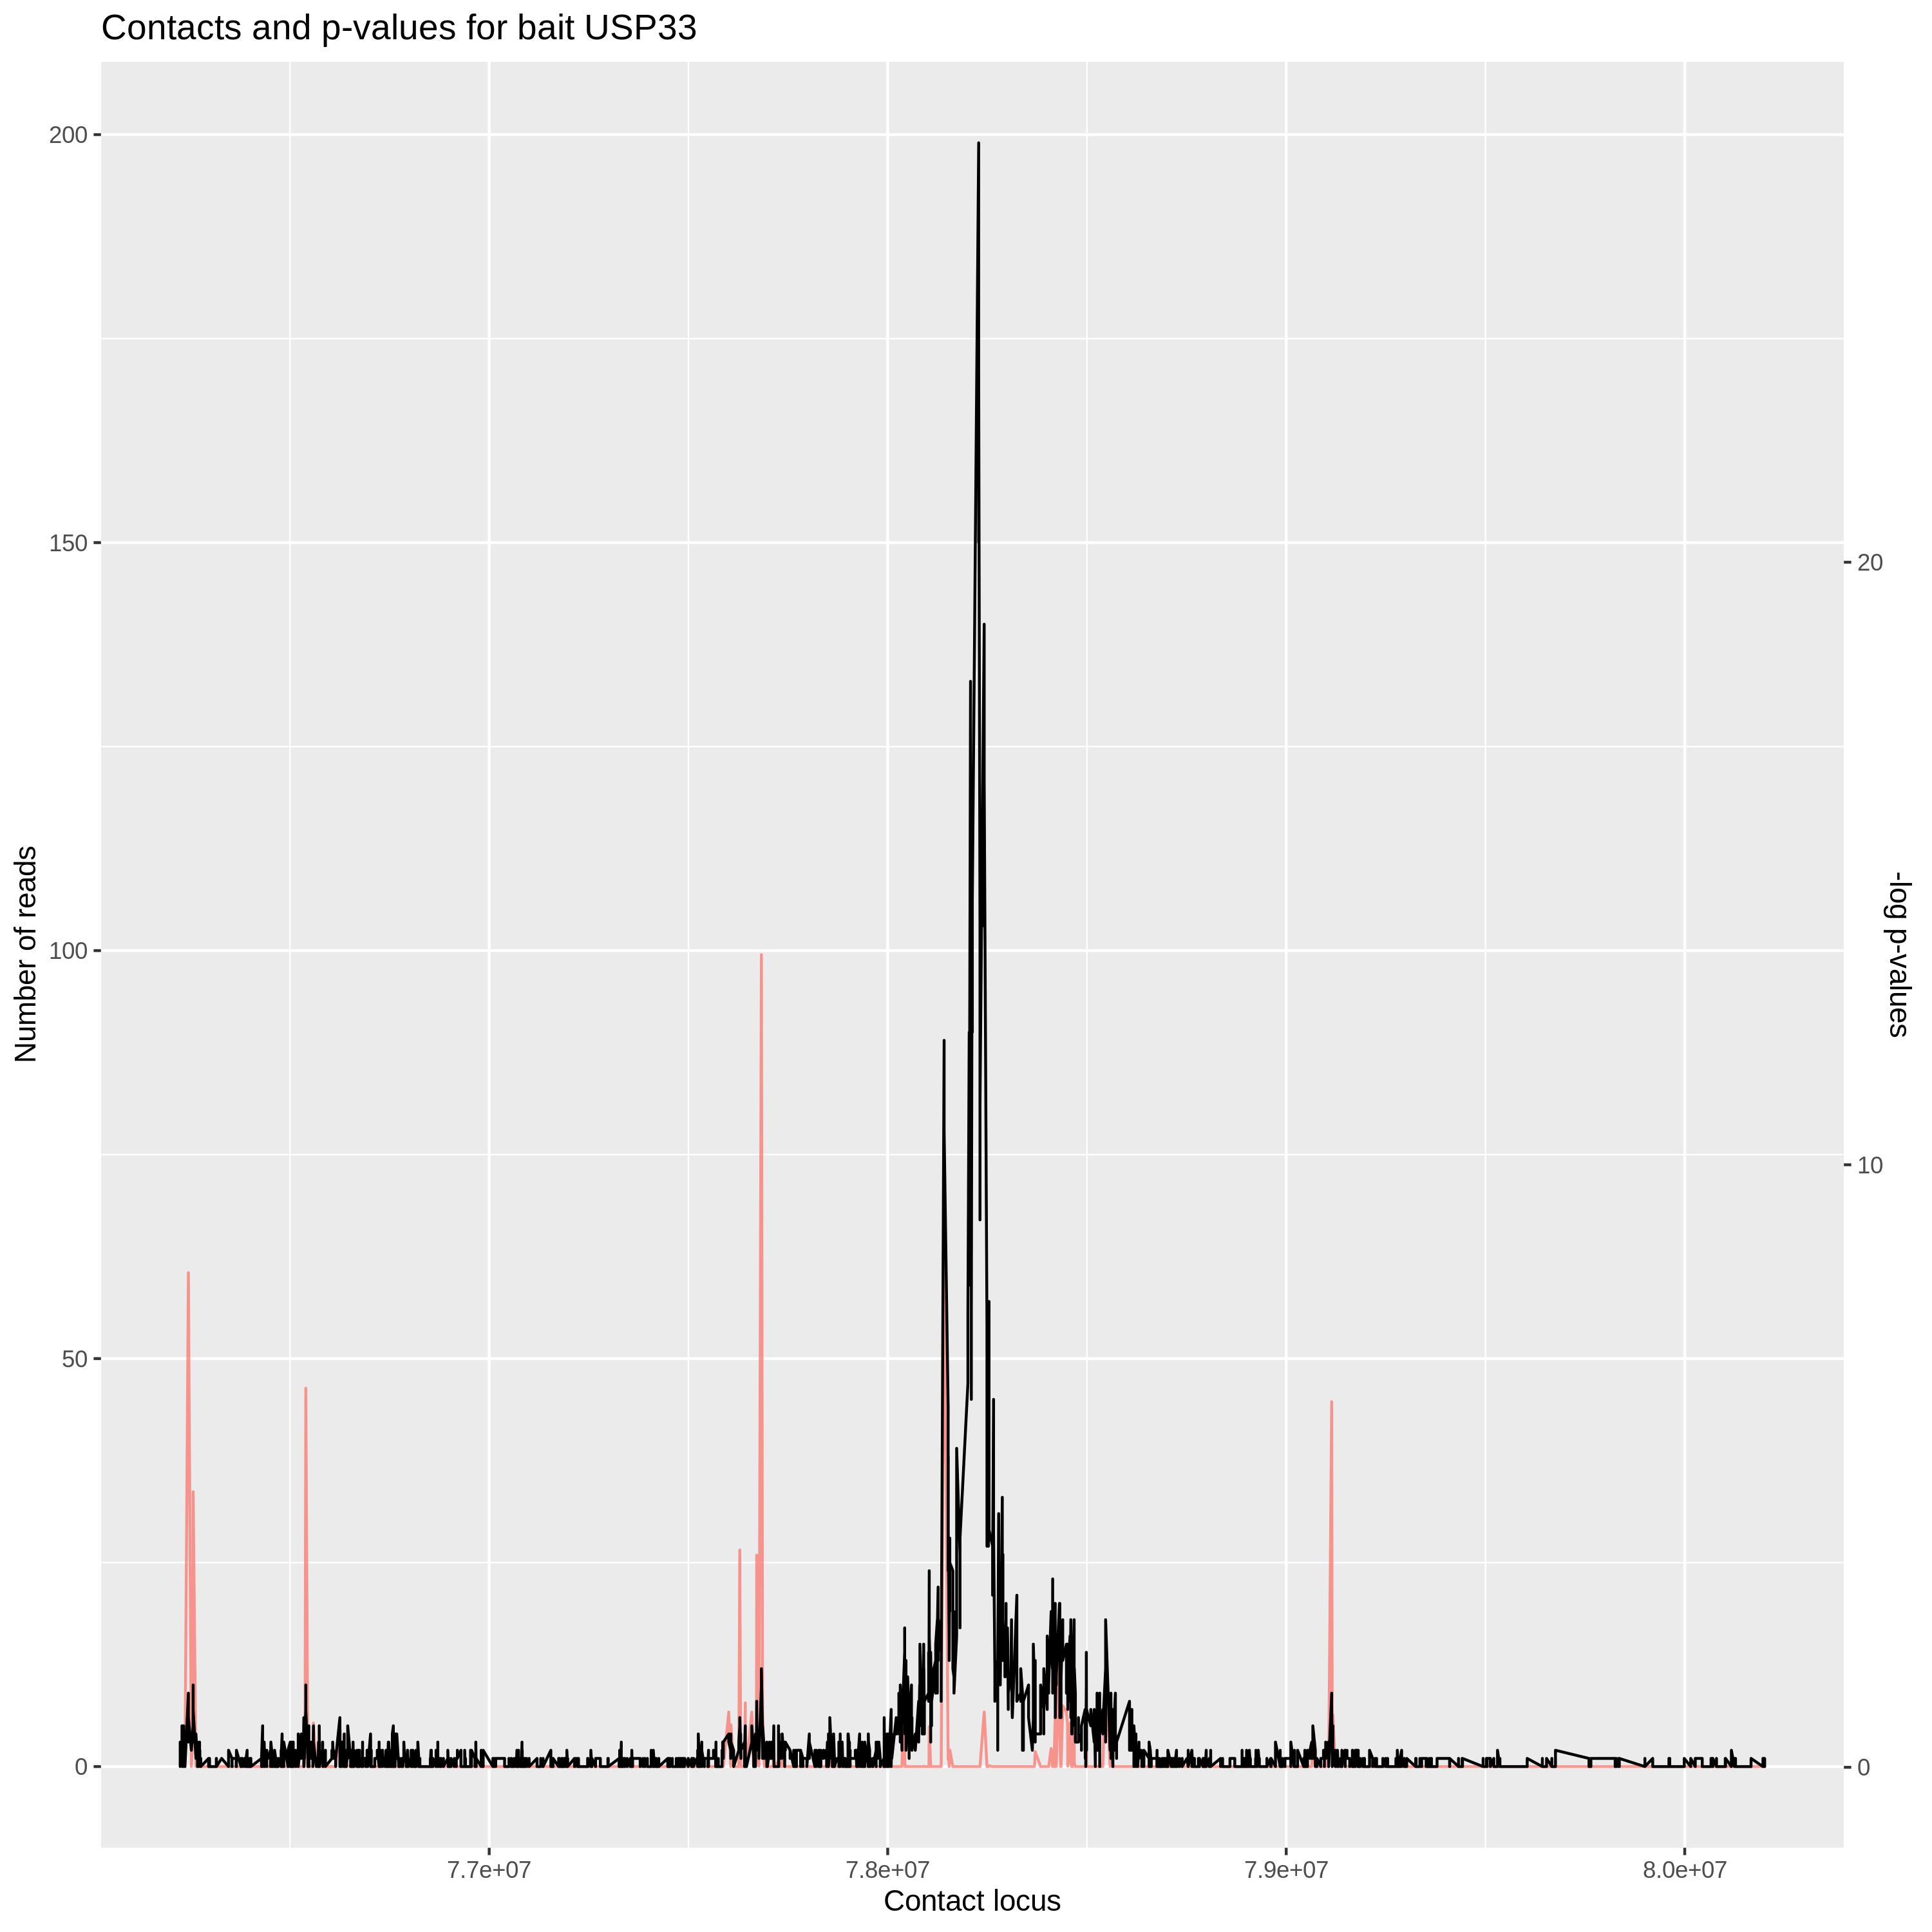 Contacts and p-values for bait USP33
200
150
100
50
0
20
10
0
Number of reads
-log p-values
7.7e+07
7.8e+07
7.9e+07
8.0e+07
Contact locus